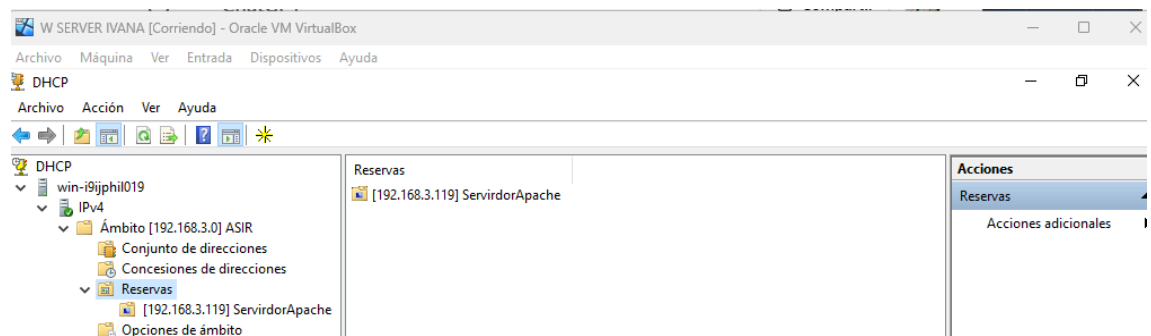 W SERVER IVANA [Corriendo] - Oracle VM VirtualBox
Archivo Máquina Ver Entrada Dispositivos Ayuda
DHCP
Archivo Acción Ver Ayuda
DHCP
win-i9ijphil019
IPv4
Ámbito [192.168.3.0] ASIR
Conjunto de direcciones
Concesiones de direcciones
Reservas
[192.168.3.119] ServirdorApache
Opciones de ámbito
Reservas
[192.168.3.119] ServirdorApache
Acciones
Reservas
Acciones adicionales